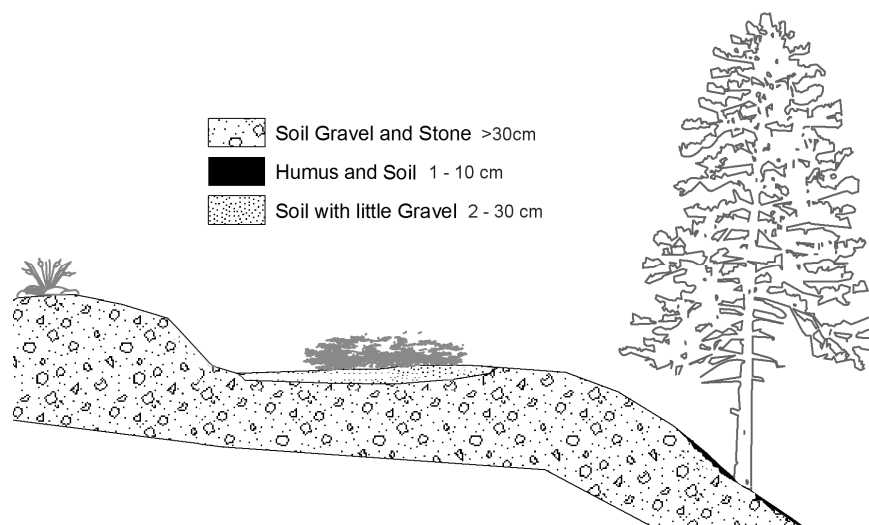 Soil Gravel and Stone >30cm
Humus and Soil 1 - 10 cm
Soil with little Gravel 2 - 30 cm